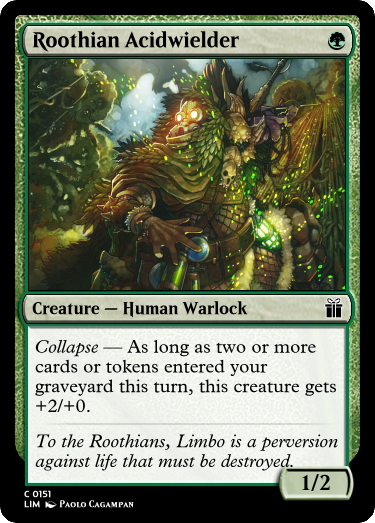 Roothian Acidwielder
Creature — Human Warlock
Collapse — As long as two or more
cards or tokens entered your
graveyard this turn, this creature gets
+2/+0.
To the Roothians, Limbo is a perversion
against life that must be destroyed.
1/2
C 0151
LIM Paolo Cagampan